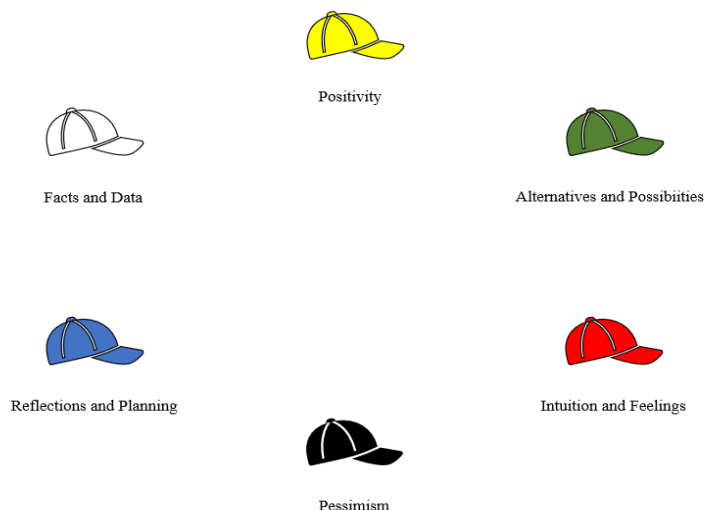 Positivity
Facts and Data
Alternatives and Possibiities
Reflections and Planning
Intuition and Feelings
Pessimism